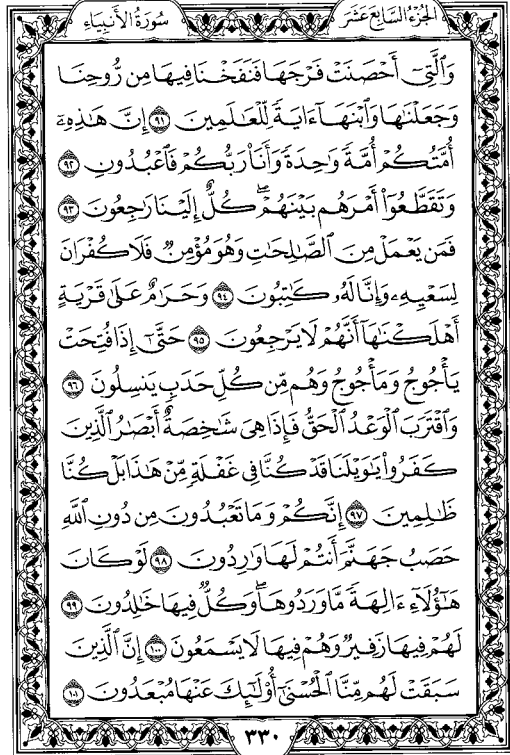 الجزء السابع عشر
سورة الأنبياء
وَٱلَّتِىٓ أَحۡصَنَتۡ فَرۡجَهَا فَنَفَخۡنَا فِيهَا مِن رُّوحِنَا
وَجَعَلۡنَٰهَا وَٱبۡنَهَآ ءَايَةٗ لِّلۡعَٰلَمِينَ ٩١ إِنَّ هَٰذِهِۦٓ
أُمَّتُكُمۡ أُمَّةٗ وَٰحِدَةٗ وَأَنَا۠ رَبُّكُمۡ فَٱعۡبُدُونِ ٩٢
وَتَقَطَّعُوٓاْ أَمۡرَهُم بَيۡنَهُمۡۖ كُلٌّ إِلَيۡنَا رَٰجِعُونَ ٩٣
فَمَن يَعۡمَلۡ مِنَ ٱلصَّٰلِحَٰتِ وَهُوَ مُؤۡمِنٞ فَلَا كُفۡرَانَ
لِسَعۡيِهِۦ وَإِنَّا لَهُۥ كَٰتِبُونَ ٩٤ وَحَرَٰمٌ عَلَىٰ قَرۡيَةٍ
أَهۡلَكۡنَٰهَآ أَنَّهُمۡ لَا يَرۡجِعُونَ ٩٥ حَتَّىٰٓ إِذَا فُتِحَتۡ
يَأۡجُوجُ وَمَأۡجُوجُ وَهُم مِّن كُلِّ حَدَبٖ يَنسِلُونَ ٩٦
وَٱقۡتَرَبَ ٱلۡوَعۡدُ ٱلۡحَقُّ فَإِذَا هِىَ شَٰخِصَةٌ أَبۡصَٰرُ ٱلَّذِينَ
كَفَرُواْ يَٰوَيۡلَنَا قَدۡ كُنَّا فِى غَفۡلَةٖ مِّنۡ هَٰذَا بَلۡ كُنَّا
ظَٰلِمِينَ ٩٧ إِنَّكُمۡ وَمَا تَعۡبُدُونَ مِن دُونِ ٱللَّهِ
حَصَبُ جَهَنَّمَ أَنتُمۡ لَهَا وَٰرِدُونَ ٩٨ لَوۡ كَانَ
هَٰٓؤُلَآءِ ءَالِهَةٗ مَّا وَرَدُوهَاۖ وَكُلّٞ فِيهَا خَٰلِدُونَ ٩٩
لَهُمۡ فِيهَا زَفِيرٞ وَهُمۡ فِيهَا لَا يَسۡمَعُونَ ١٠٠ إِنَّ ٱلَّذِينَ
سَبَقَتۡ لَهُم مِّنَّا ٱلۡحُسۡنَىٰٓ أُوْلَٰٓئِكَ عَنۡهَا مُبۡعَدُونَ ١٠١
٣٣٠